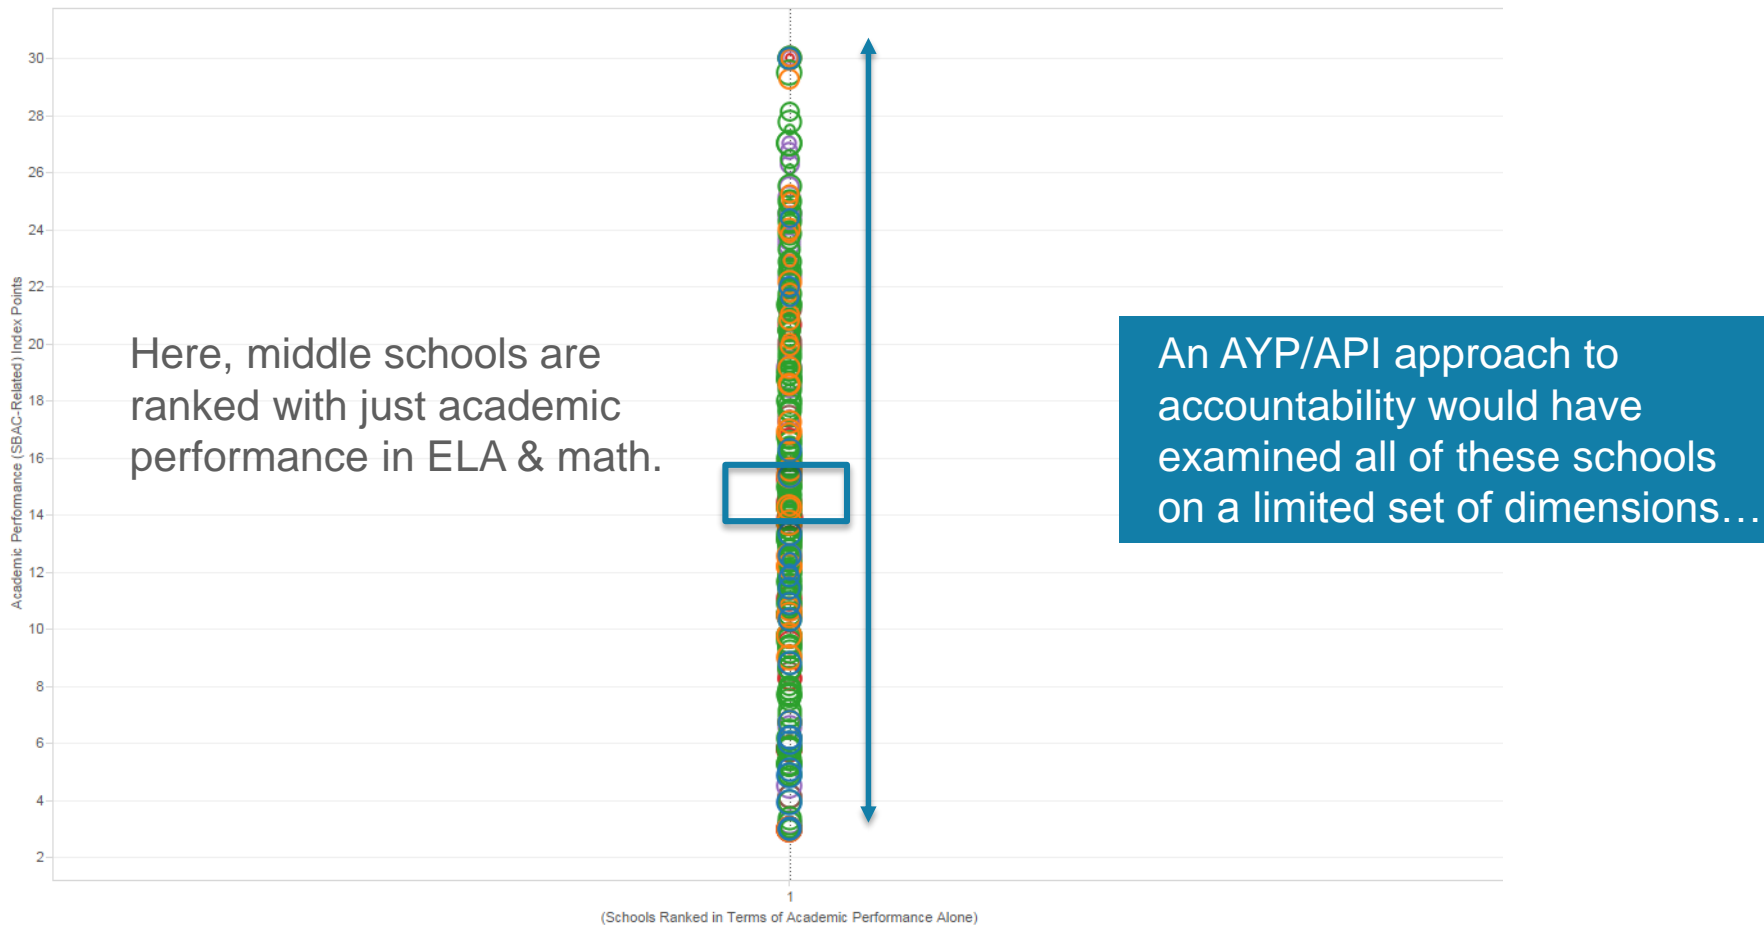 30
28
26
24
22
20
18
16
14
12
10
8
6
4
2
Academic Performance (SBAC-Related) Index Points
Here, middle schools are
ranked with just academic
performance in ELA & math.
An AYP/API approach to
accountability would have
examined all of these schools
on a limited set of dimensions…
1
(Schools Ranked in Terms of Academic Performance Alone)